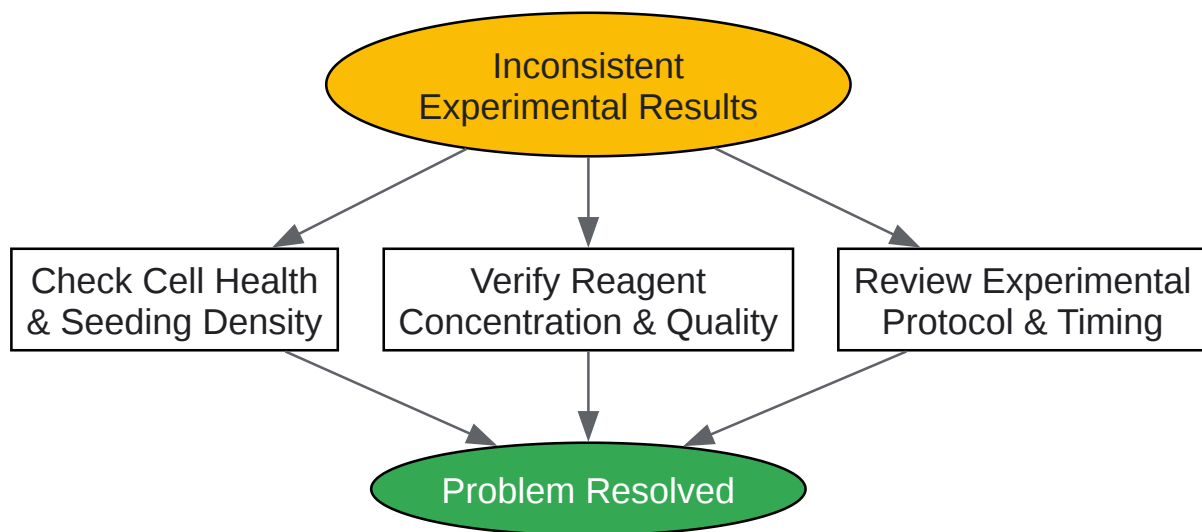 Inconsistent
Experimental Results
Check Cell Health
& Seeding Density
Verify Reagent
Concentration & Quality
Review Experimental
Protocol & Timing
Problem Resolved